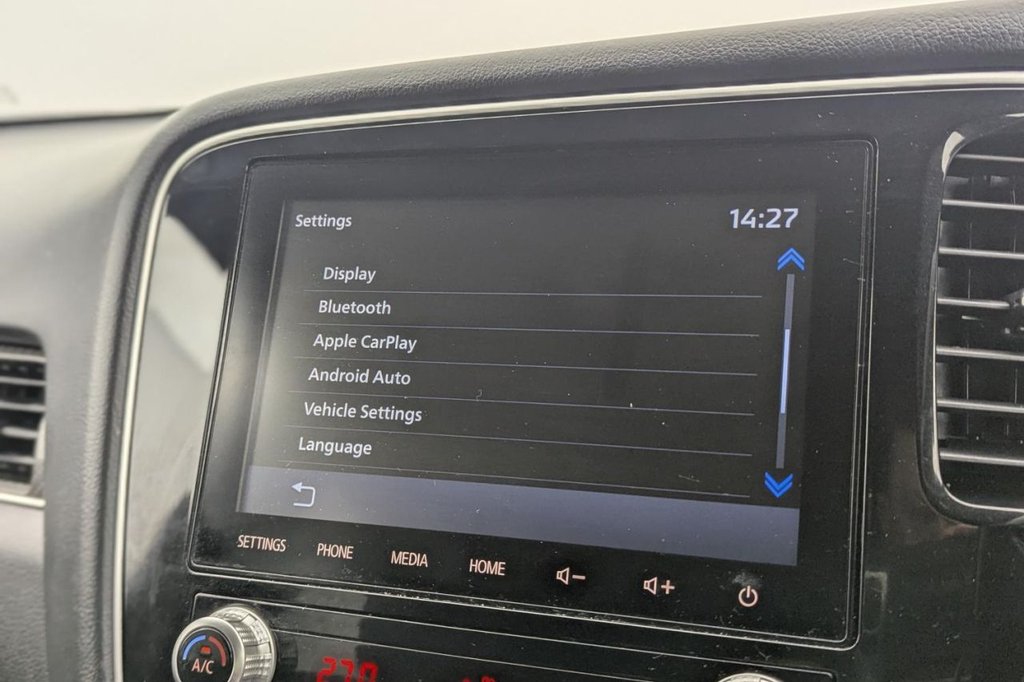 Settings 14:27
Display
Bluetooth
Apple CarPlay
Android Auto
Vehicle Settings
Language
SETTINGS PHONE MEDIA HOME
A/C